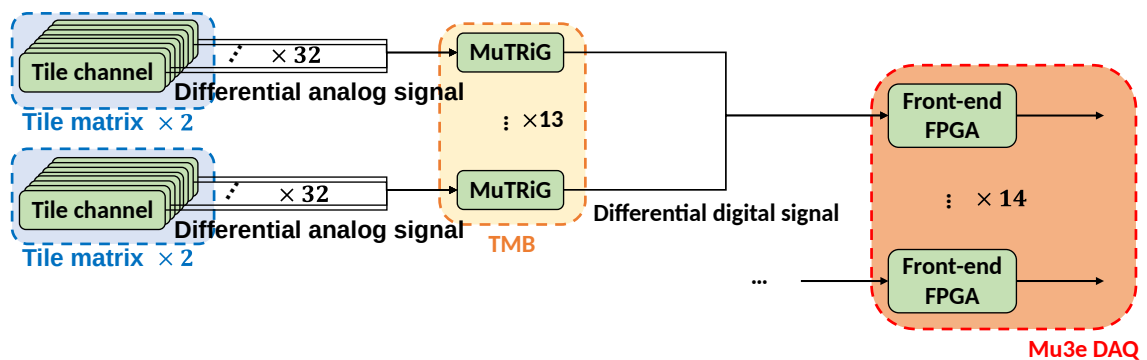 Tile channel
⋰ × 32
Differential analog signal
Tile matrix × 2
MuTRiG
⋮ ×13
Tile channel
⋰ × 32
Differential analog signal
Tile matrix × 2
MuTRiG
TMB
Differential digital signal
...
Front-end
FPGA
⋮ × 14
Front-end
FPGA
Mu3e DAQ